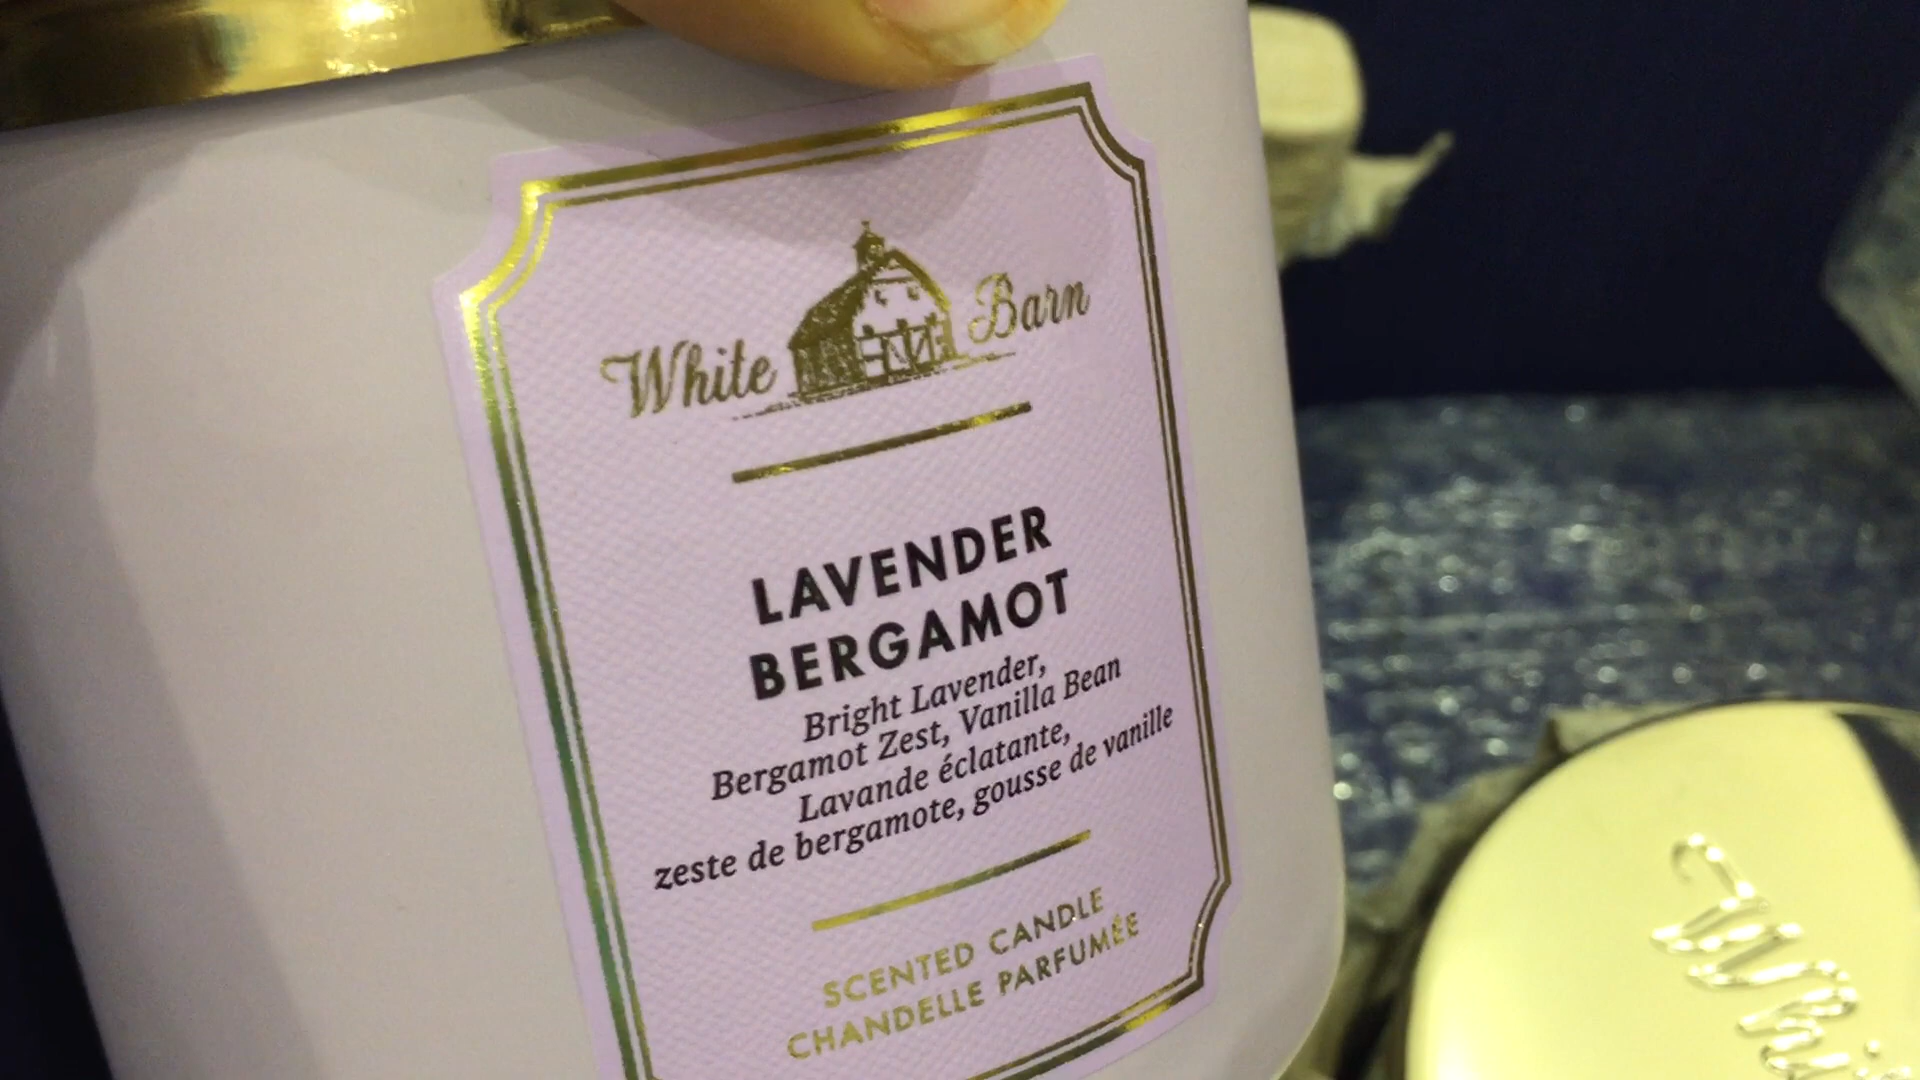 White Barn
LAVENDER
BERGAMOT
Bright Lavender,
Bergamot Zest, Vanilla Bean
Lavande éclatante,
zeste de bergamote, gousse de vanille
SCENTED CANDLE
CHANDELLE PARFUMÉE